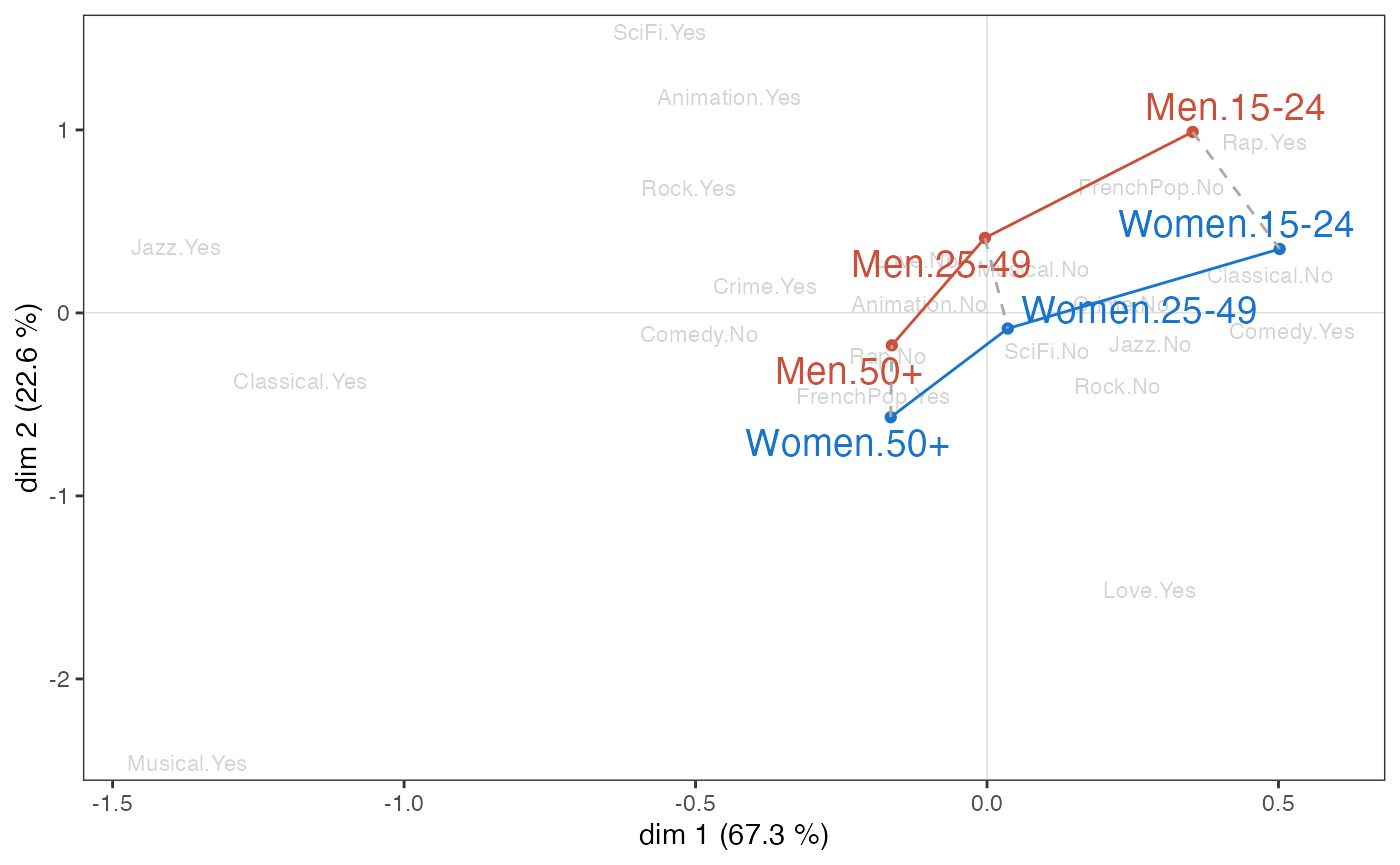 SciFi.Yes
Animation.Yes
Men.15-24
1
Rap.Yes
Rock.Yes
FrenchPop.No
Women.15-24
Jazz.Yes
Love.No
Men.25-49
Musical.No
Classical.No
Crime.Yes
Animation.No
Crime.No
Women.25-49
0
Comedy.No
Comedy.Yes
Rap.No
SciFi.No
Jazz.No
Men.50+
Classical.Yes
Rock.No
FrenchPop.Yes
Women.50+
-1
Love.Yes
-2
Musical.Yes
-1.5 -1.0 -0.5 0.0 0.5
dim 1 (67.3 %)
dim 2 (22.6 %)